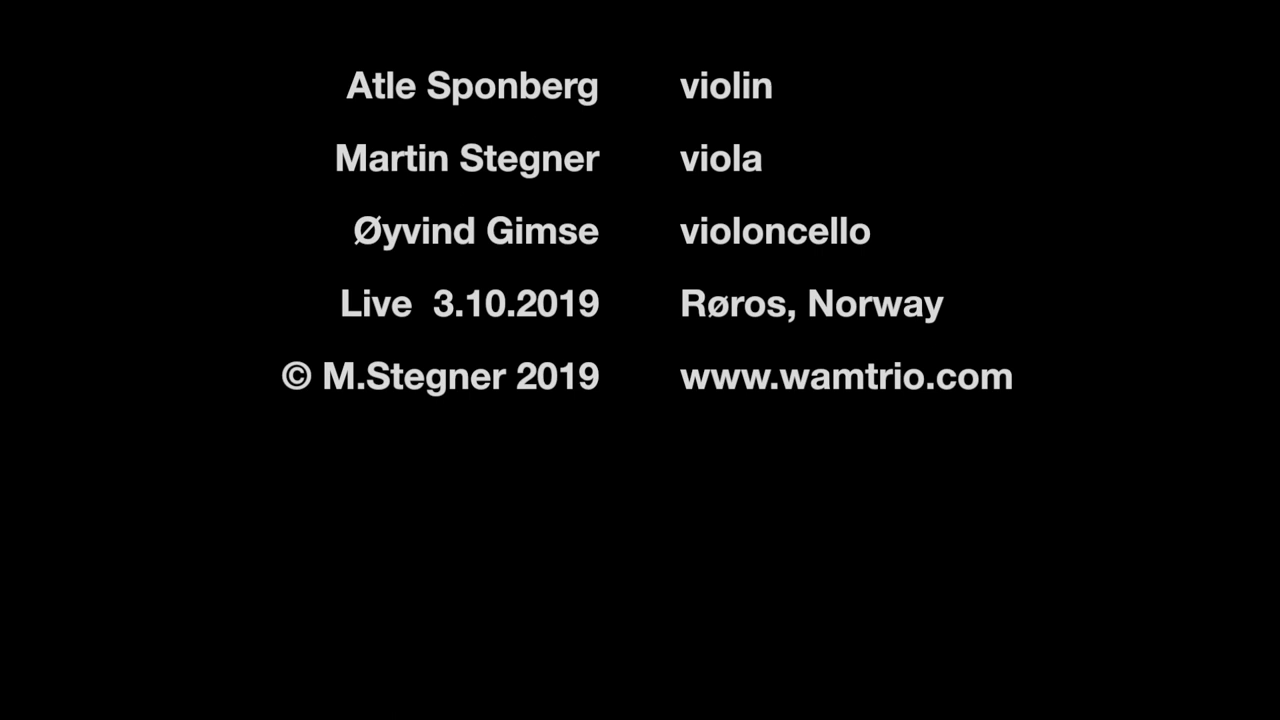 Atle Sponberg violin
Martin Stegner viola
Øyvind Gimse violoncello
Live 3.10.2019 Røros, Norway
© M.Stegner 2019 www.wamtrio.com